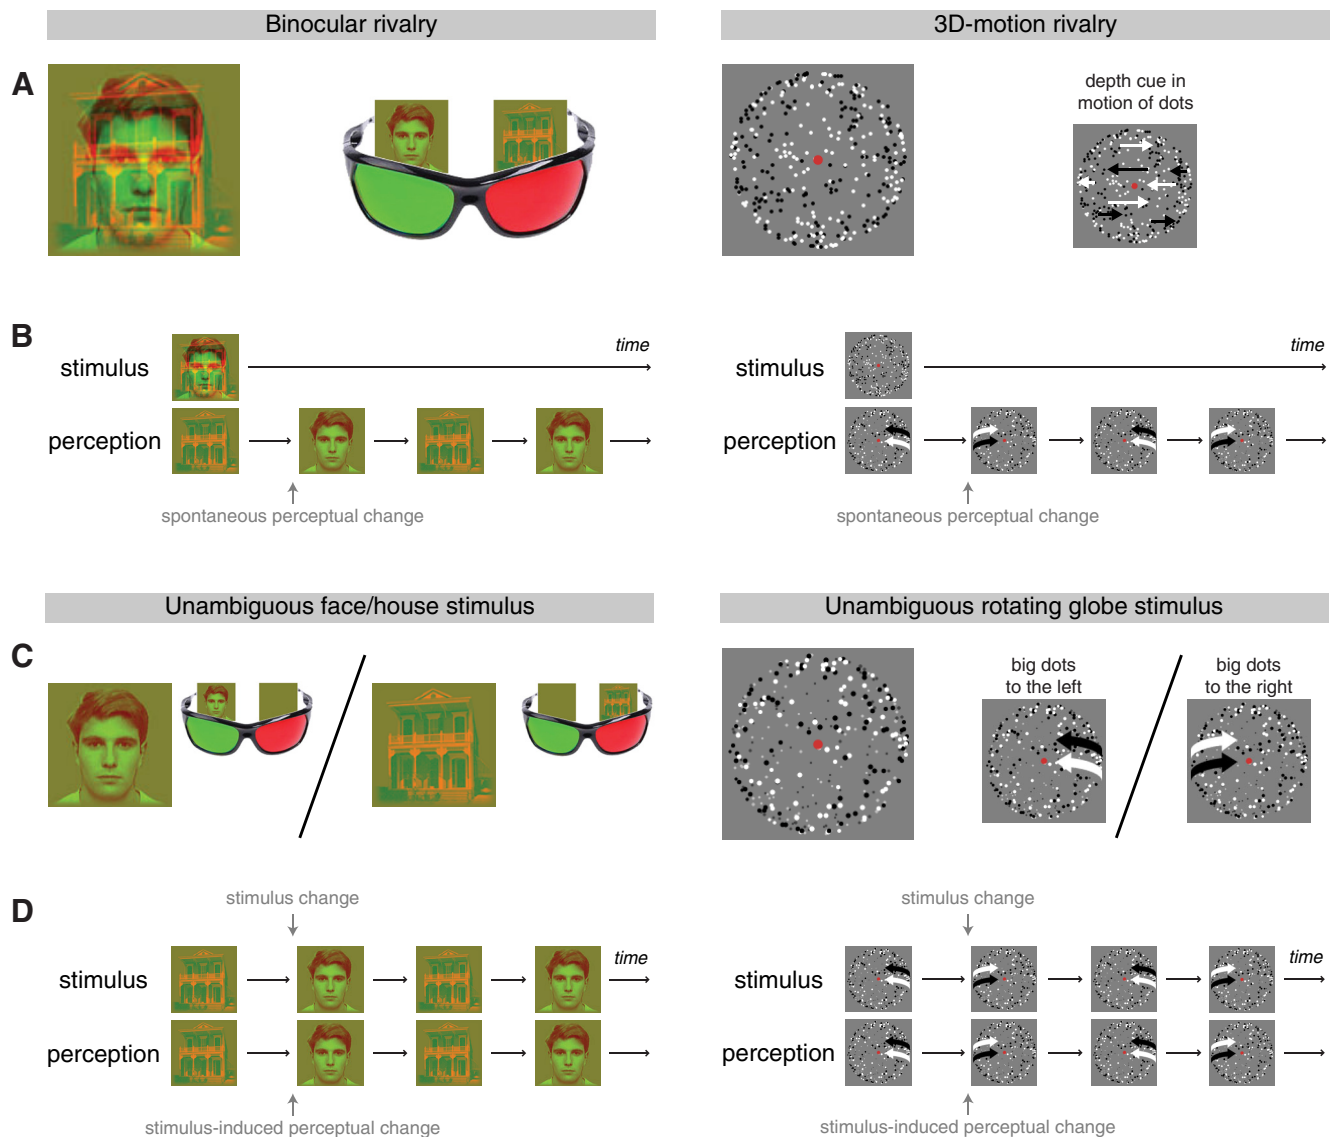 Binocular rivalry
3D-motion rivalry
A
depth cue in
motion of dots
B
stimulus
time
perception
spontaneous perceptual change
stimulus
time
perception
spontaneous perceptual change
Unambiguous face/house stimulus
Unambiguous rotating globe stimulus
C
big dots
to the left
big dots
to the right
D
stimulus change
stimulus
time
perception
stimulus-induced perceptual change
stimulus change
stimulus
time
perception
stimulus-induced perceptual change